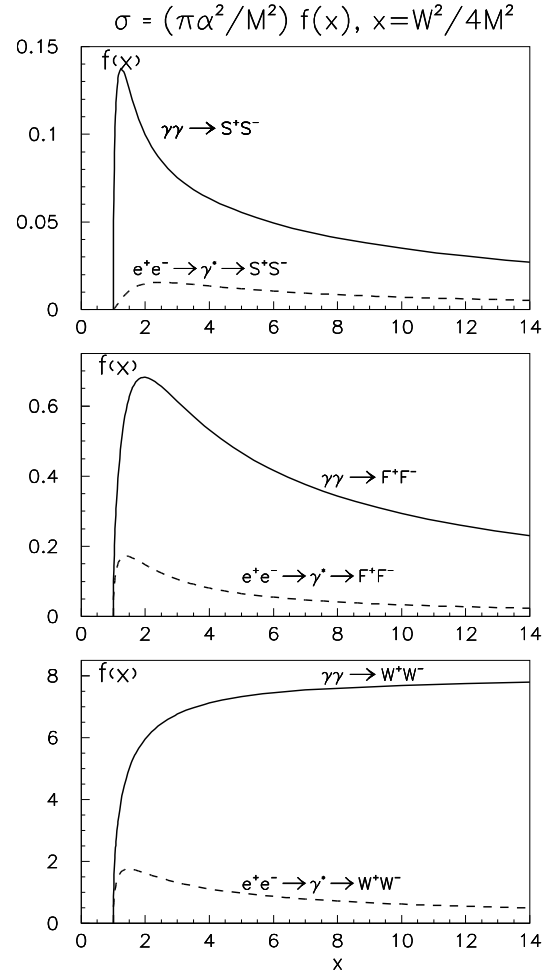 σ = (πα²/M²) f(x), x=W²/4M²
0.15
f(x)
γγ → S⁺S⁻
0.1
0.05
e⁺e⁻ → γ* → S⁺S⁻
0
0 2 4 6 8 10 12 14
f(x)
0.6
γγ → F⁺F⁻
0.4
0.2
e⁺e⁻ → γ* → F⁺F⁻
0
0 2 4 6 8 10 12 14
f(x)
8
γγ → W⁺W⁻
6
4
2
e⁺e⁻ → γ* → W⁺W⁻
0
0 2 4 6 8 10 12 14
x